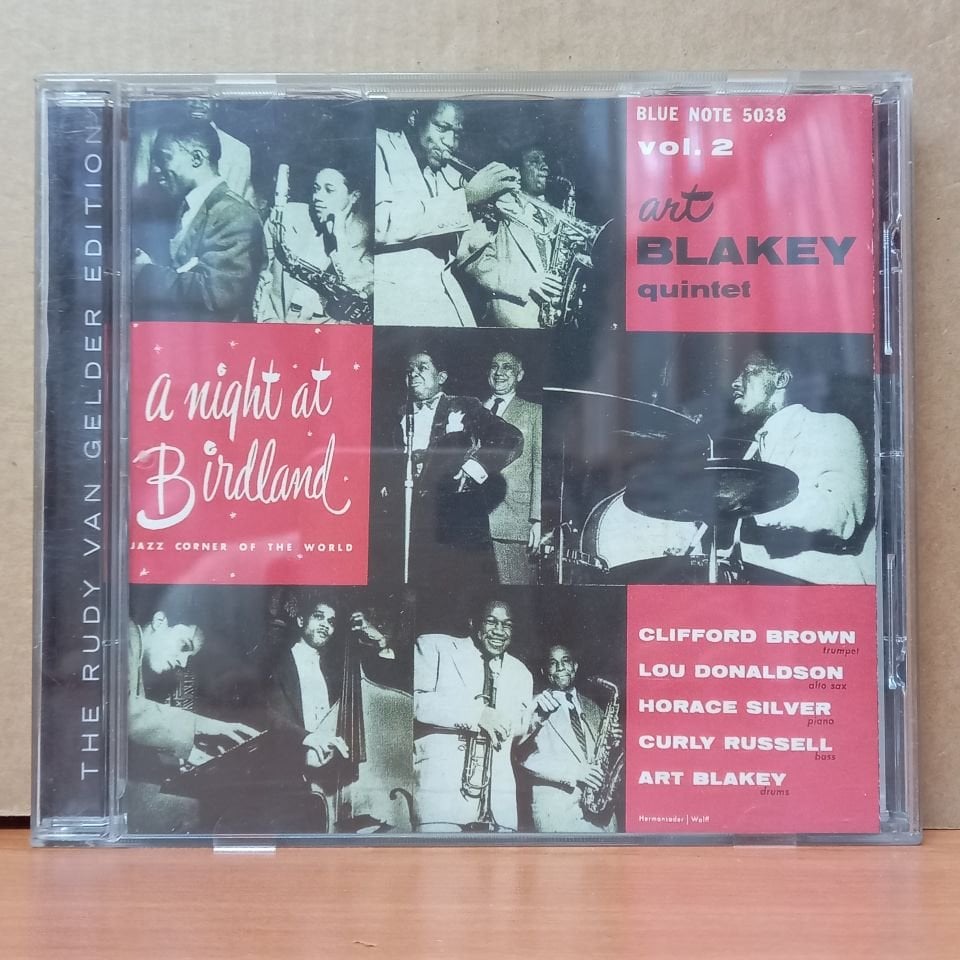 THE RUDY VAN GELDER EDITION
BLUE NOTE 5038
vol. 2
art
BLAKEY
quintet
a night at
Birdland
JAZZ CORNER OF THE WORLD
CLIFFORD BROWN
trumpet
LOU DONALDSON
alto sax
HORACE SILVER
piano
CURLY RUSSELL
bass
ART BLAKEY
drums
Hermansader | Wolff